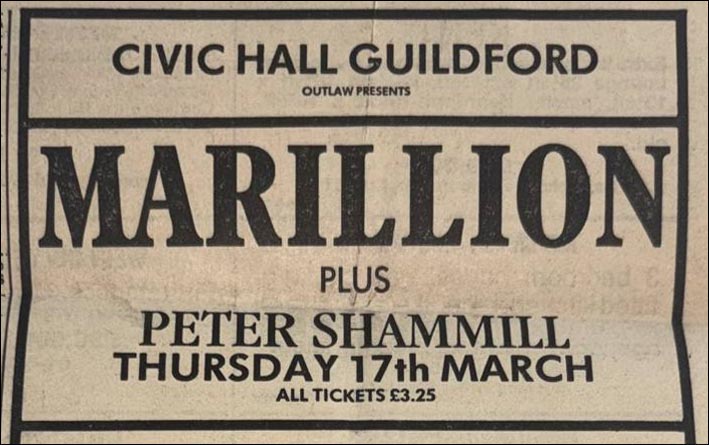 CIVIC HALL GUILDFORD
OUTLAW PRESENTS
MARILLION
PLUS
PETER SHAMMILL
THURSDAY 17th MARCH
ALL TICKETS £3.25